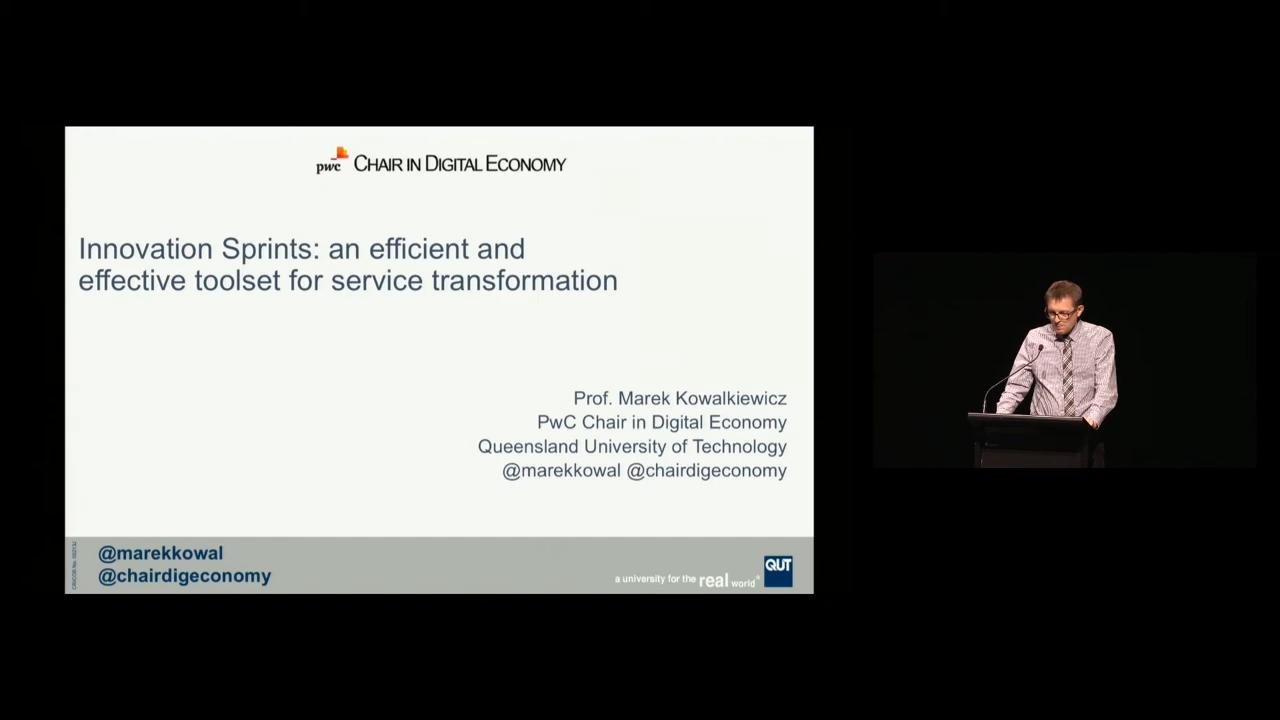 pwc CHAIR IN DIGITAL ECONOMY
Innovation Sprints: an efficient and
effective toolset for service transformation
Prof. Marek Kowalkiewicz
PwC Chair in Digital Economy
Queensland University of Technology
@marekkowal @chairdigeconomy
@marekkowal
@chairdigeconomy
a university for the real world
QUT